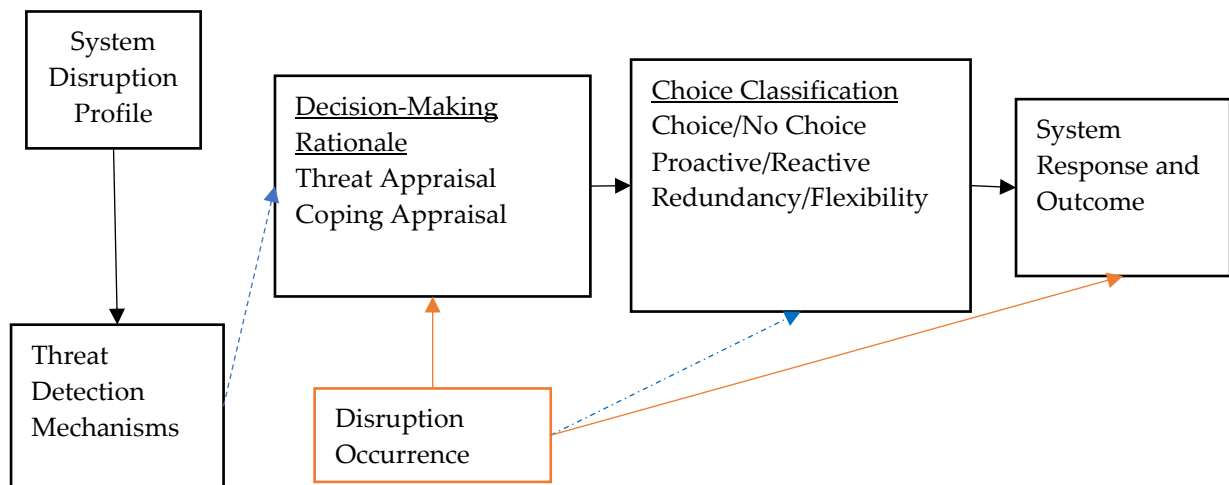 System
Disruption
Profile
Decision-Making
Rationale
Threat Appraisal
Coping Appraisal
Choice Classification
Choice/No Choice
Proactive/Reactive
Redundancy/Flexibility
System
Response and
Outcome
Threat
Detection
Mechanisms
Disruption
Occurrence